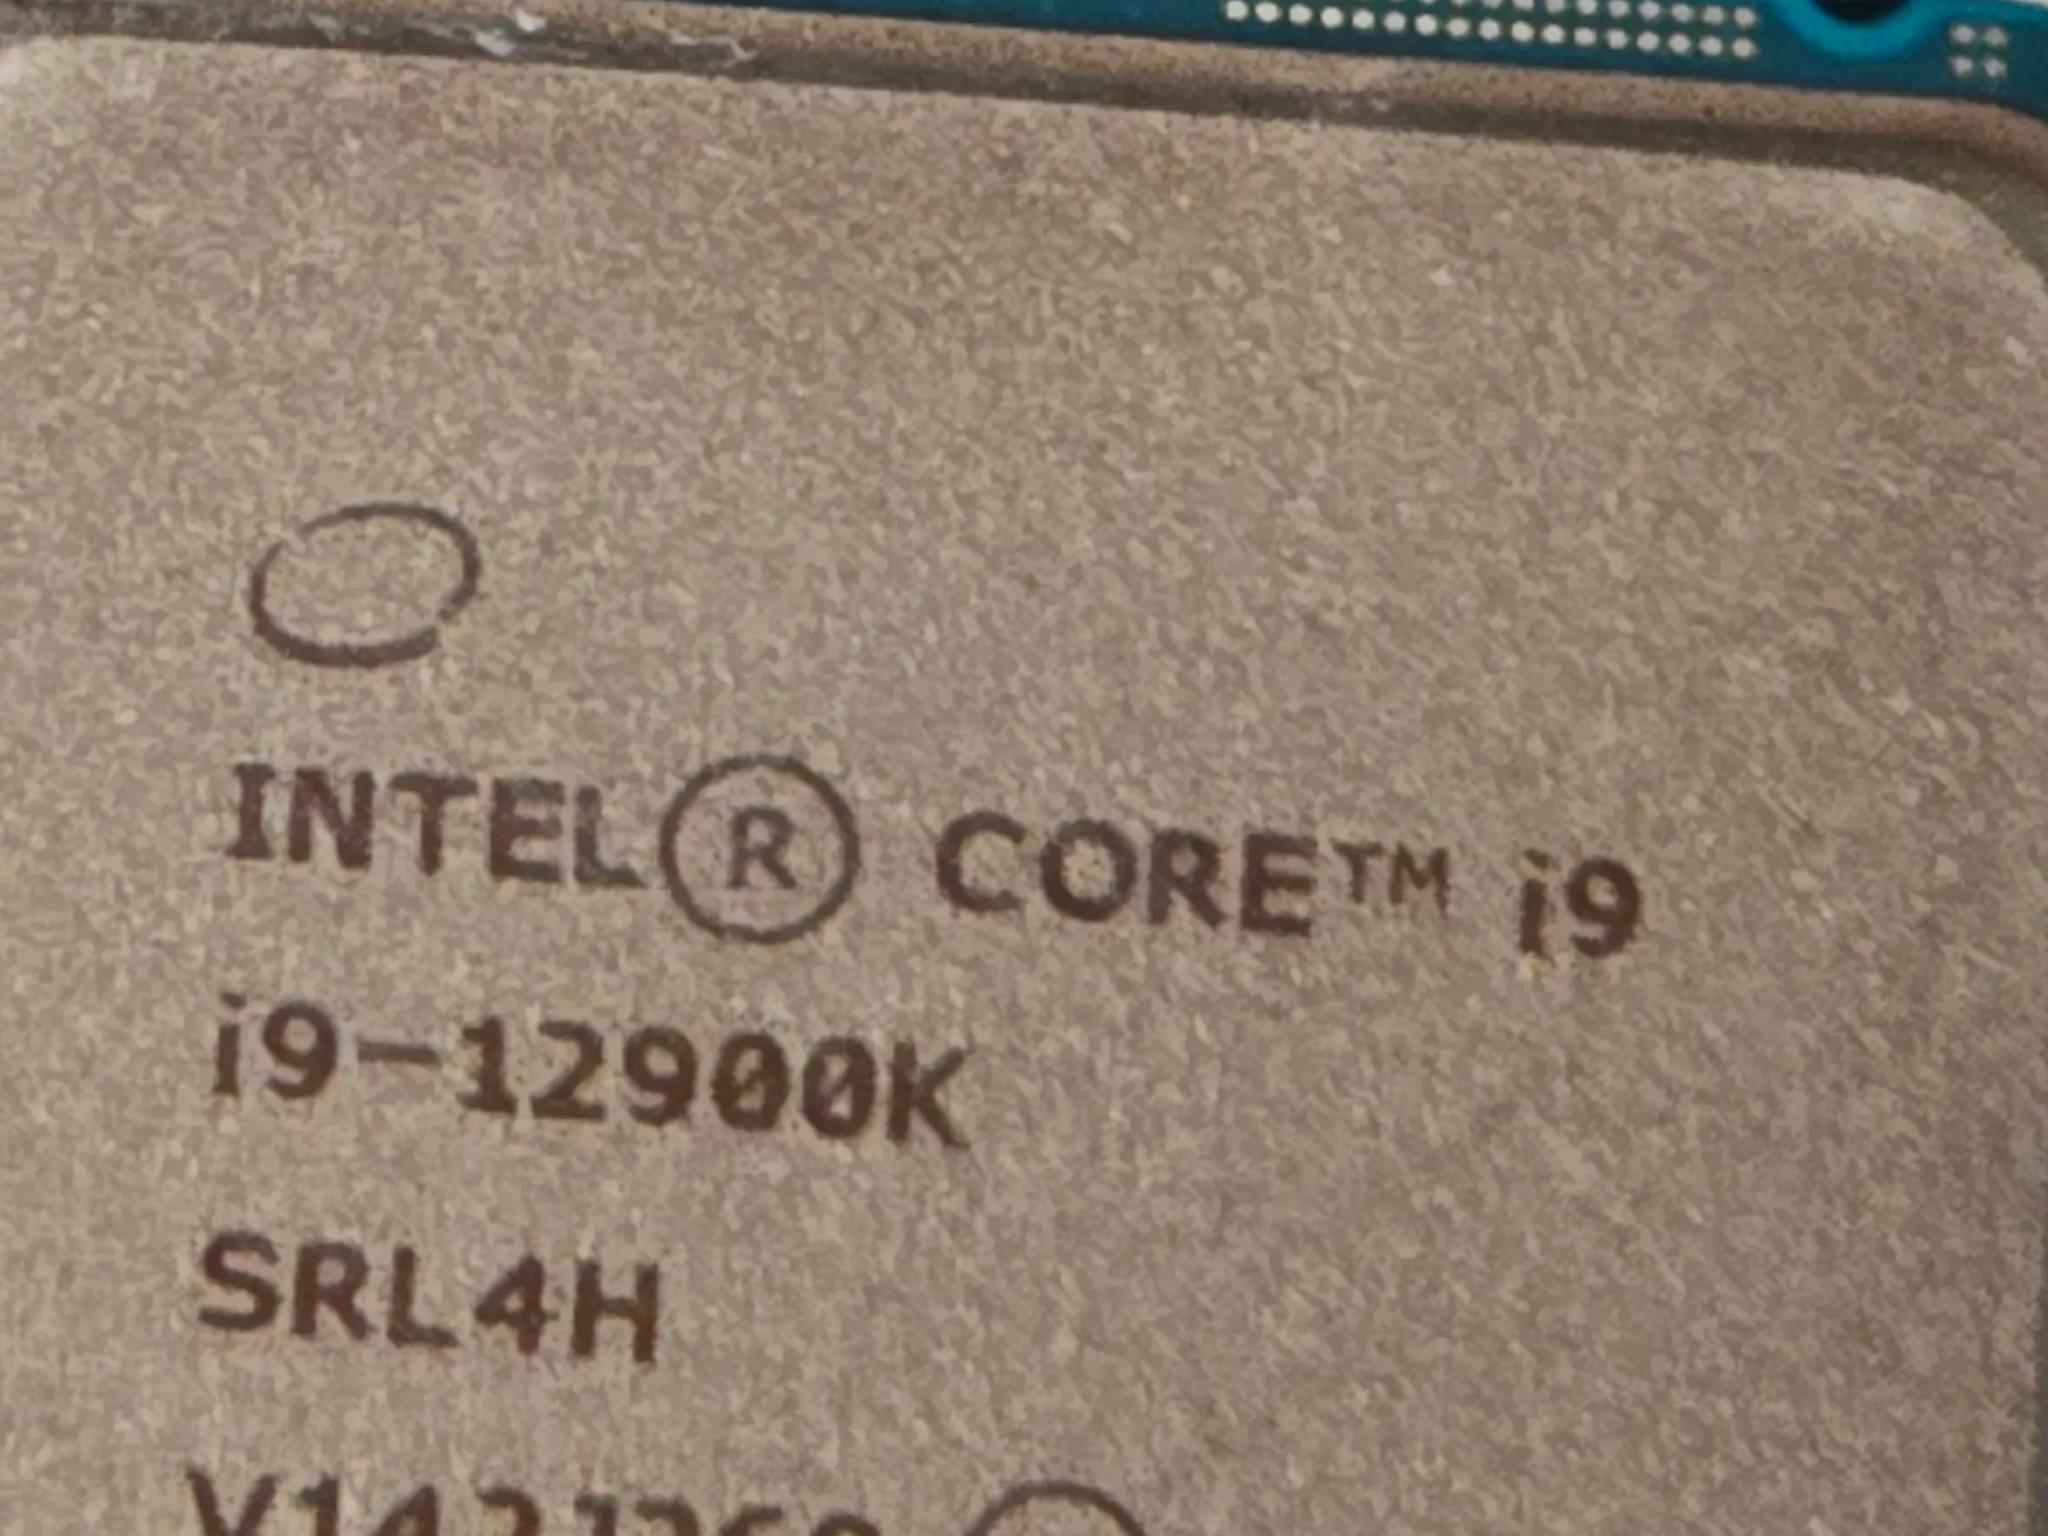 INTEL® CORE™ i9
i9-12900K
SRL4H